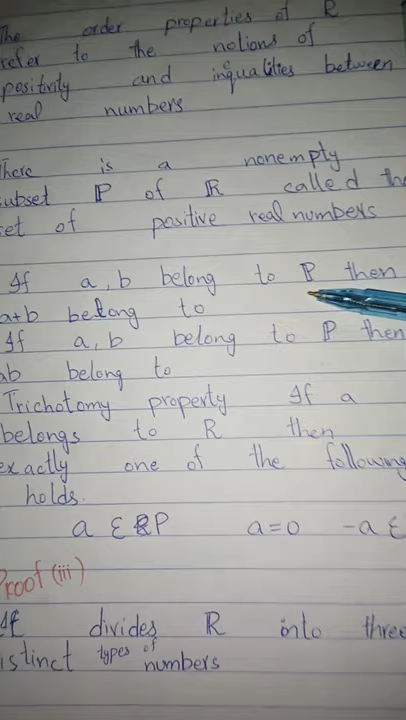 The order properties of R
refer to the notions of
positivity and inequalities between
real numbers
There is a nonempty
subset ℙ of ℝ called the
set of positive real numbers
If a, b belong to ℙ then
a+b belong to
If a, b belong to ℙ then
ab belong to
Trichotomy property If a
belongs to R then
exactly one of the following
holds.
a ε P a=0 -a ε
Proof (iii)
It divides R into three
distinct types of numbers